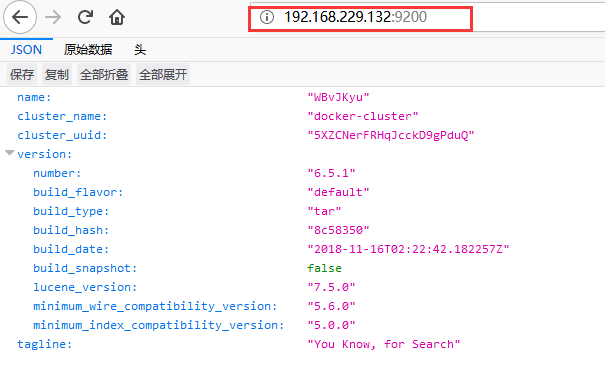 192.168.229.132:9200
JSON 原始数据 头
保存 复制 全部折叠 全部展开
name: "WBvJKyu"
cluster_name: "docker-cluster"
cluster_uuid: "5XZCNerFRHqJcckD9gPduQ"
version:
number: "6.5.1"
build_flavor: "default"
build_type: "tar"
build_hash: "8c58350"
build_date: "2018-11-16T02:22:42.182257Z"
build_snapshot: false
lucene_version: "7.5.0"
minimum_wire_compatibility_version: "5.6.0"
minimum_index_compatibility_version: "5.0.0"
tagline: "You Know, for Search"